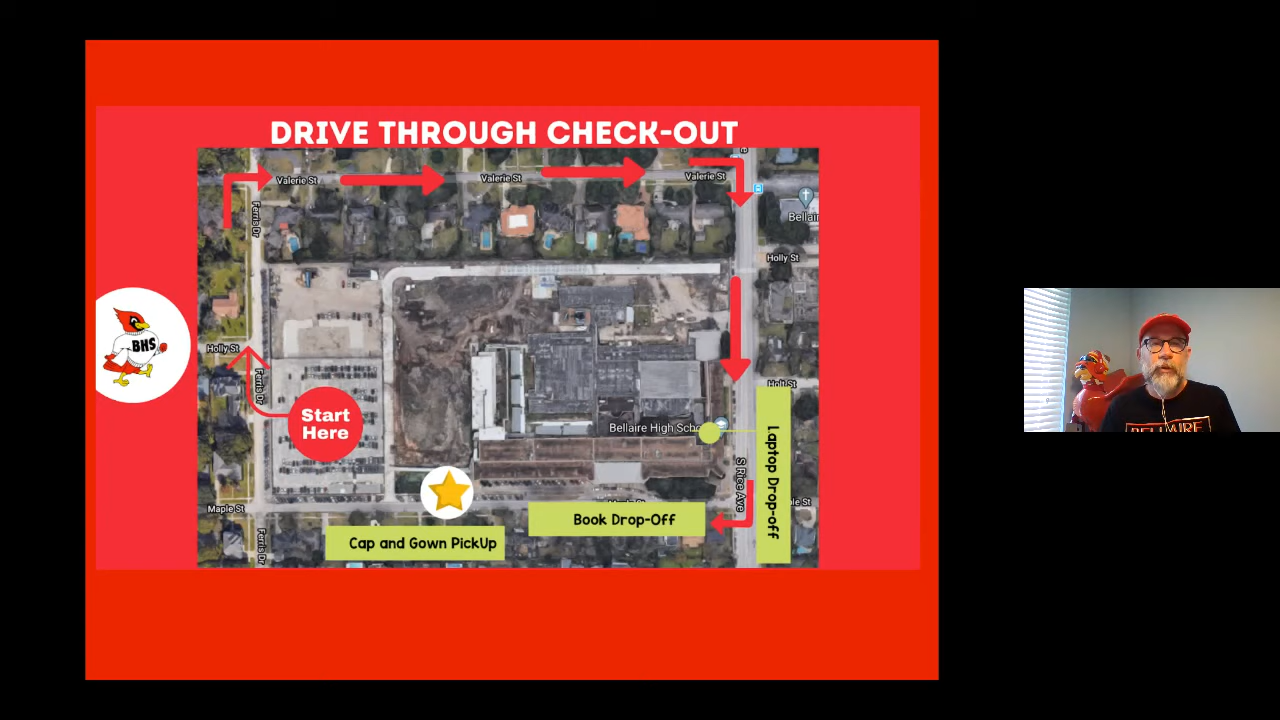 DRIVE THROUGH CHECK-OUT
Valerie St
Valerie St
Valerie St
Ferris Dr
Bellair
Holly St
BHS
Holly St
Ferris Dr
Holt St
Start
Here
Bellaire High Scho
Laptop Drop-off
S Rice Ave
Maple St
Book Drop-Off
Cap and Gown PickUp
Ferris Dr
BELLAIRE